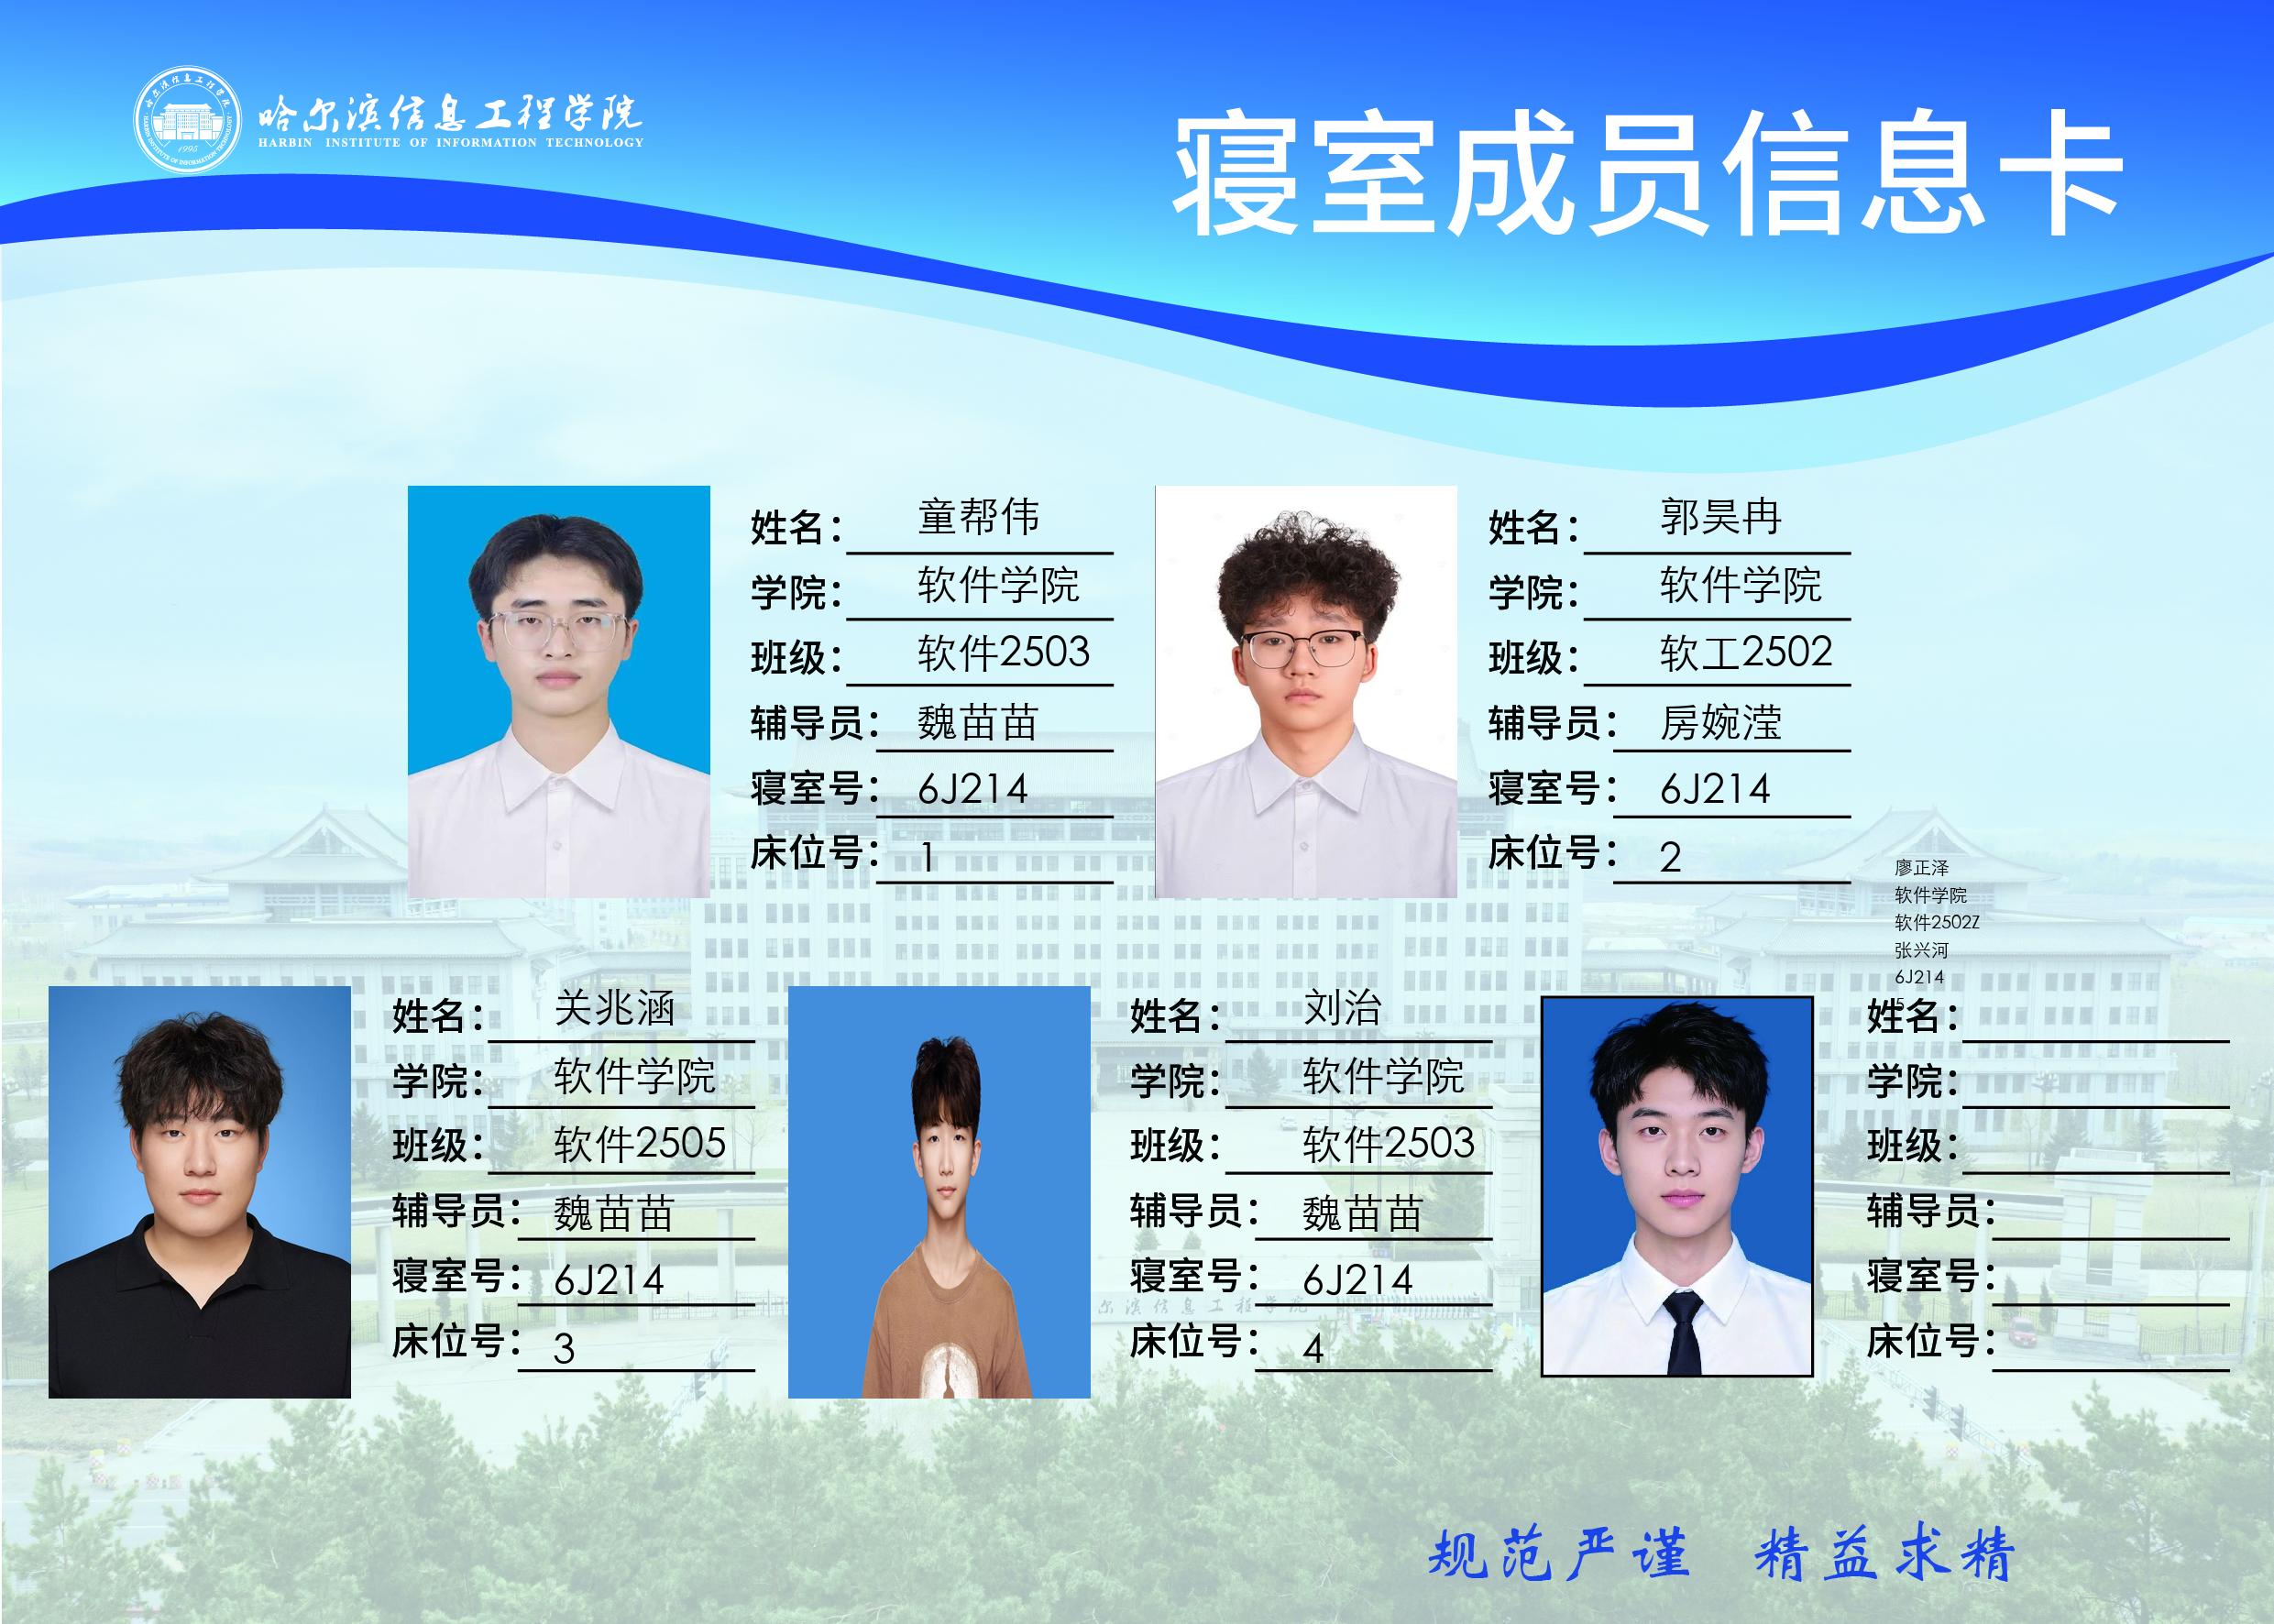 哈尔滨信息工程学院
HARBIN INSTITUTE OF INFORMATION TECHNOLOGY
1995
寝室成员信息卡
姓名：童帮伟
学院：软件学院
班级：软件2503
辅导员：魏苗苗
寝室号：6J214
床位号：1
姓名：郭昊冉
学院：软件学院
班级：软工2502
辅导员：房婉滢
寝室号：6J214
床位号：2
廖正泽
软件学院
软件2502Z
张兴河
6J214
5
姓名：关兆涵
学院：软件学院
班级：软件2505
辅导员：魏苗苗
寝室号：6J214
床位号：3
姓名：刘治
学院：软件学院
班级：软件2503
辅导员：魏苗苗
寝室号：6J214
床位号：4
姓名：
学院：
班级：
辅导员：
寝室号：
床位号：
尔滨信息工程学院
规范严谨 精益求精